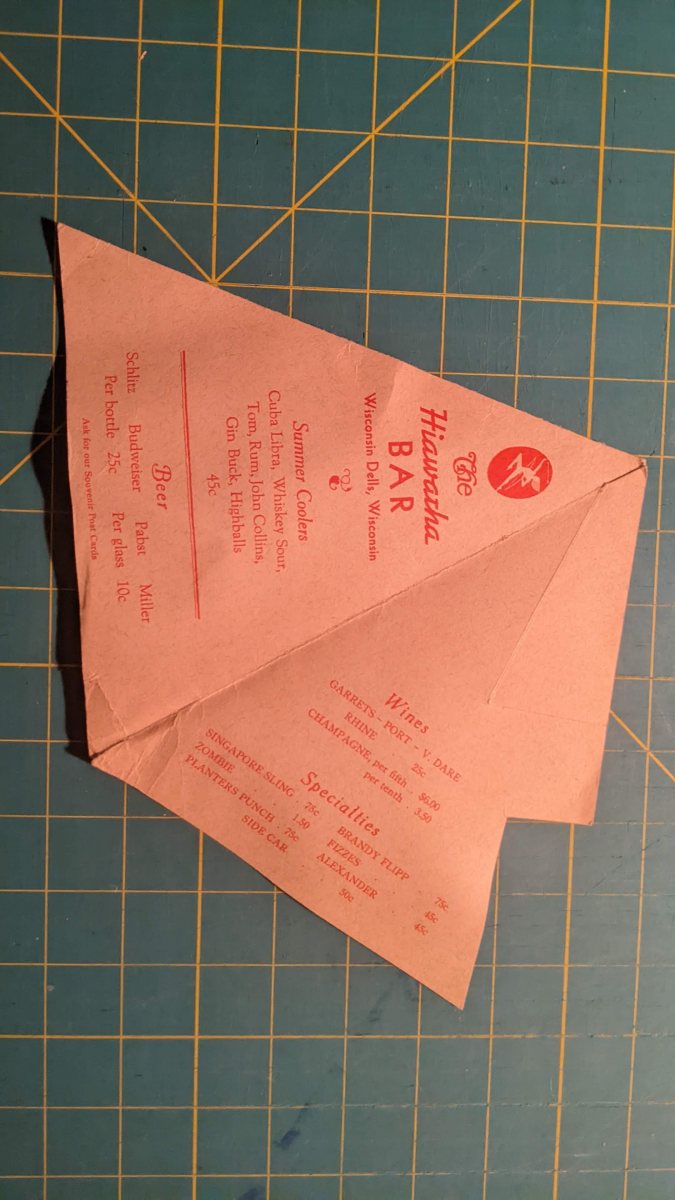 The
Hiawatha
BAR
Wisconsin Dells, Wisconsin
Summer Coolers
Cuba Libra, Whiskey Sour,
Tom, Rum, John Collins,
Gin Buck, Highballs
45c
Beer
Schlitz Budweiser Pabst Miller
Per bottle 25c Per glass 10c
Ask for our Souvenir Post Cards
Wines
GARRETS - PORT - V. DARE
RHINE 25c
CHAMPAGNE, per fifth . $6.00
per tenth . 3.50
Specialties
SINGAPORE SLING . 75c
ZOMBIE . . . 1.50
PLANTERS PUNCH . 75c
BRANDY FLIPP . 75c
FIZZES . . . 45c
ALEXANDER . . 45c
SIDE CAR . . 50c